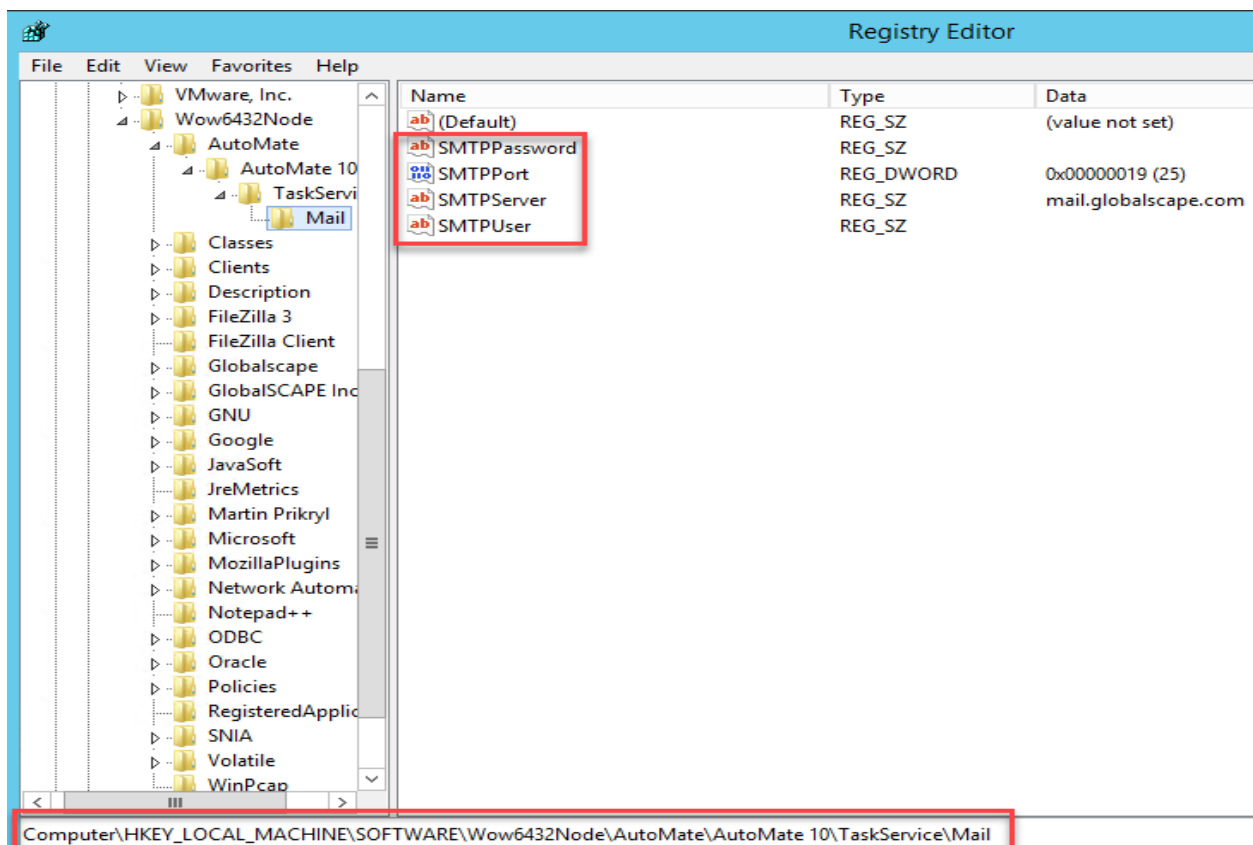 Registry Editor
File Edit View Favorites Help
VMware, Inc.
Wow6432Node
AutoMate
AutoMate 10
TaskServi
Mail
Classes
Clients
Description
FileZilla 3
FileZilla Client
Globalscape
GlobalSCAPE Inc
GNU
Google
JavaSoft
JreMetrics
Martin Prikryl
Microsoft
MozillaPlugins
Network Automa
Notepad++
ODBC
Oracle
Policies
RegisteredApplic
SNIA
Volatile
WinPcap
Name Type Data
(Default) REG_SZ (value not set)
SMTPPassword REG_SZ
SMTPPort REG_DWORD 0x00000019 (25)
SMTPServer REG_SZ mail.globalscape.com
SMTPUser REG_SZ
Computer\HKEY_LOCAL_MACHINE\SOFTWARE\Wow6432Node\AutoMate\AutoMate 10\TaskService\Mail